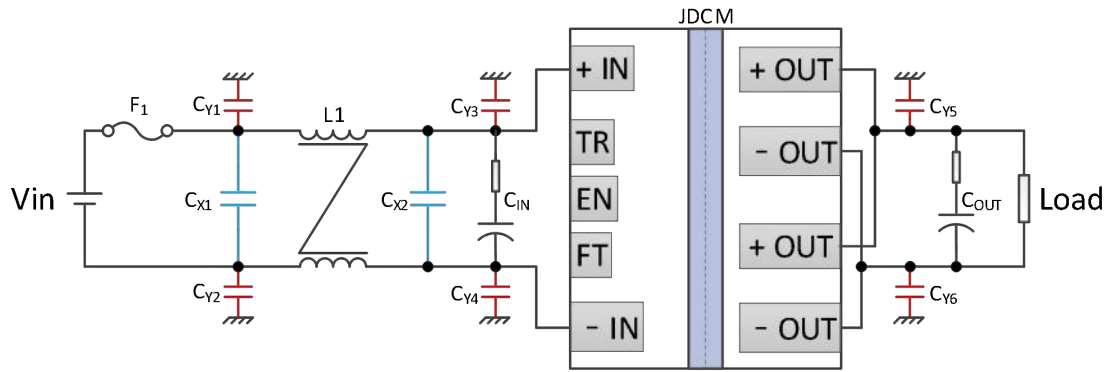 JDCM
F1
CY1
L1
CY3
+ IN
+ OUT
CY5
TR
- OUT
Vin
CX1
CX2
CIN
EN
COUT
Load
FT
+ OUT
CY2
CY4
- IN
- OUT
CY6